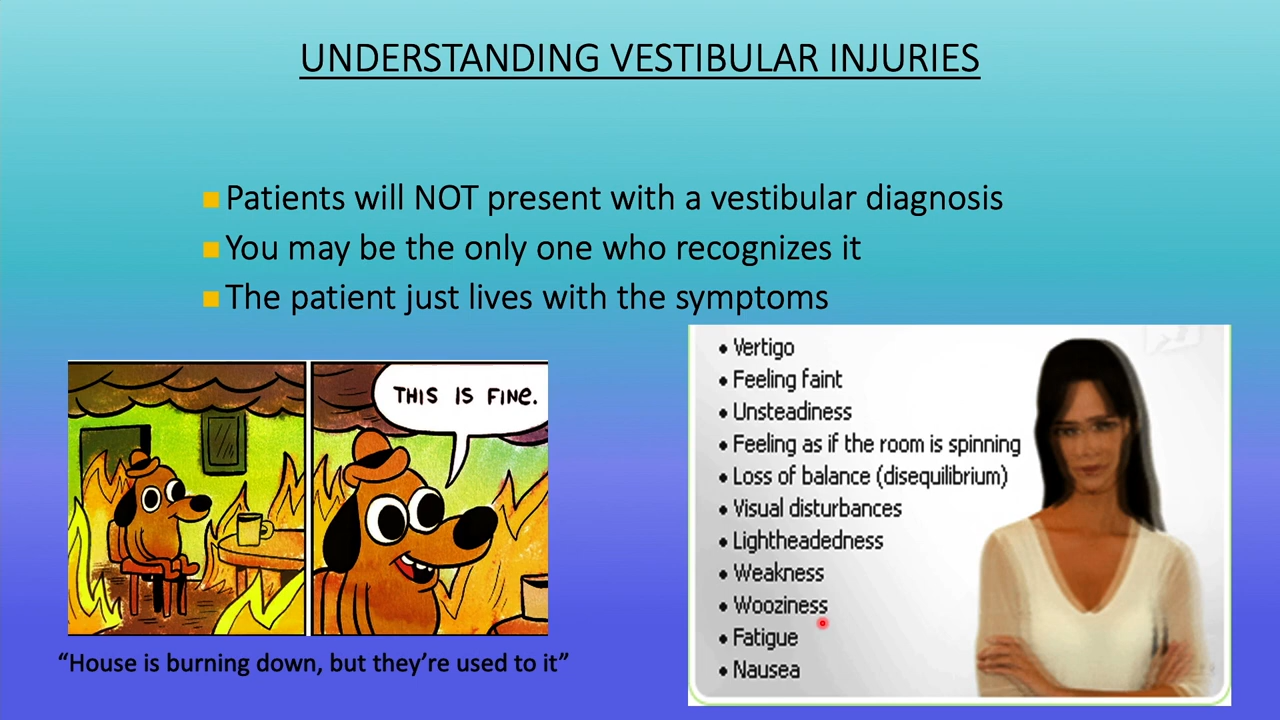 UNDERSTANDING VESTIBULAR INJURIES
Patients will NOT present with a vestibular diagnosis
You may be the only one who recognizes it
The patient just lives with the symptoms
THIS IS FINE.
“House is burning down, but they’re used to it”
• Vertigo
• Feeling faint
• Unsteadiness
• Feeling as if the room is spinning
• Loss of balance (disequilibrium)
• Visual disturbances
• Lightheadedness
• Weakness
• Wooziness
• Fatigue
• Nausea